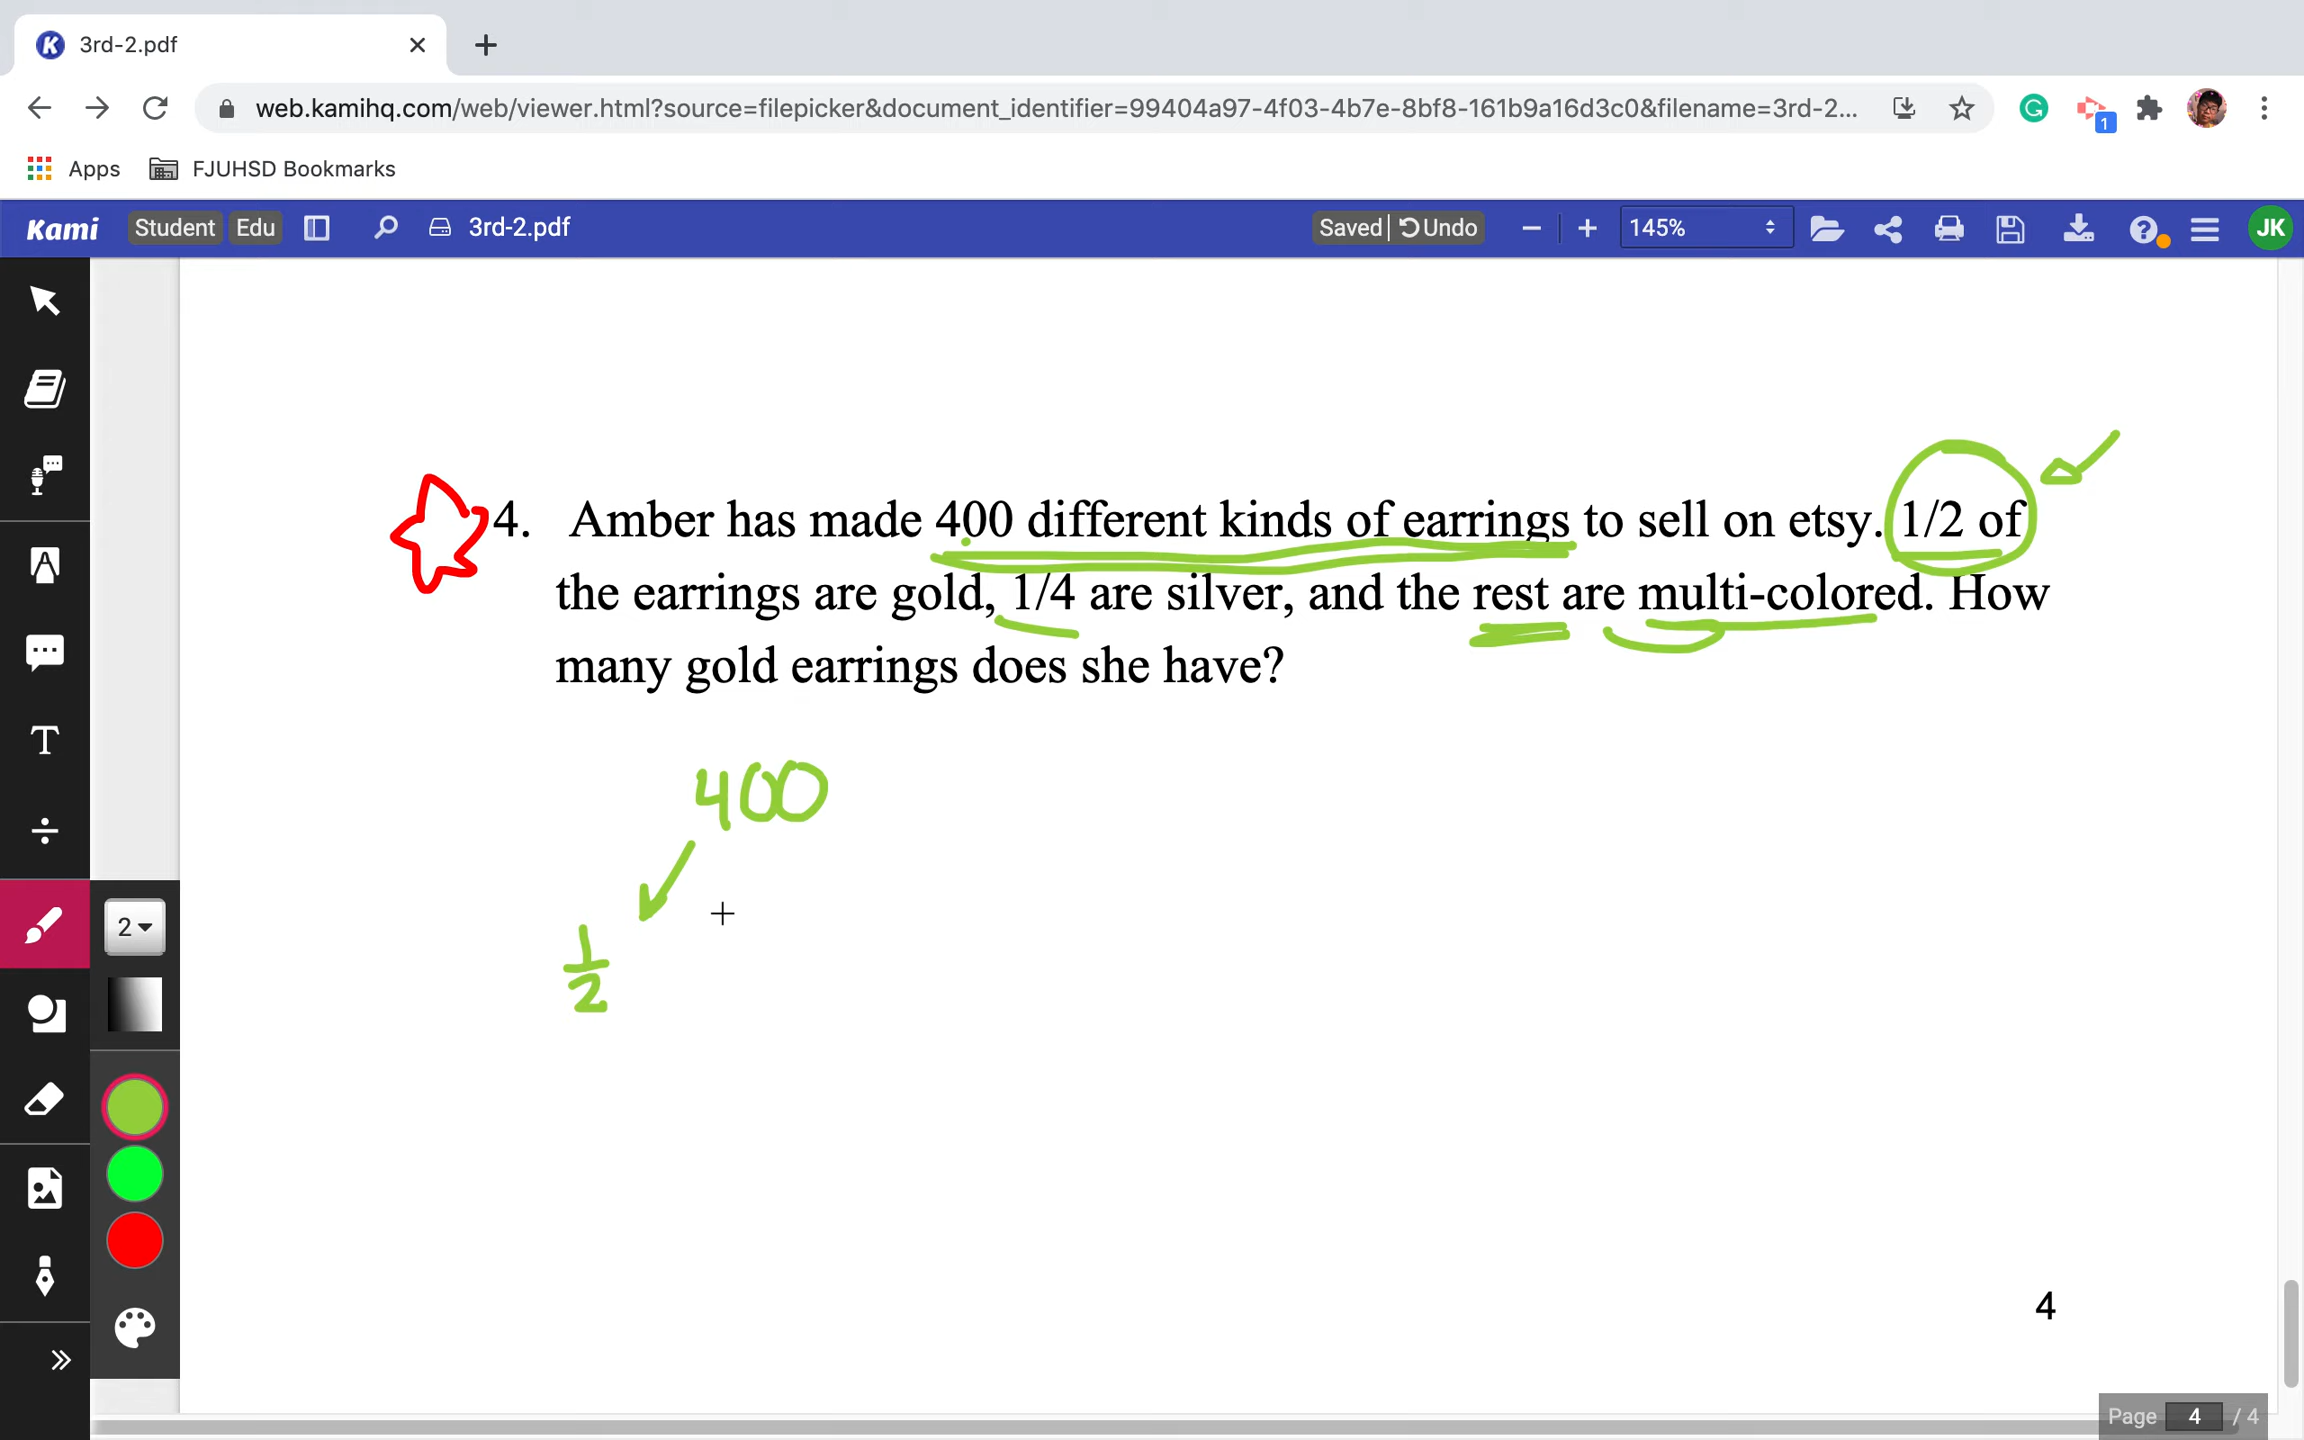 3rd-2.pdf
web.kamihq.com/web/viewer.html?source=filepicker&document_identifier=99404a97-4f03-4b7e-8bf8-161b9a16d3c0&filename=3rd-2...
1
Apps FJUHSD Bookmarks
Kami Student Edu 3rd-2.pdf Saved Undo 145% JK
4. Amber has made 400 different kinds of earrings to sell on etsy. 1/2 of
the earrings are gold, 1/4 are silver, and the rest are multi-colored. How
many gold earrings does she have?
400
1/2
2
4
Page 4 / 4